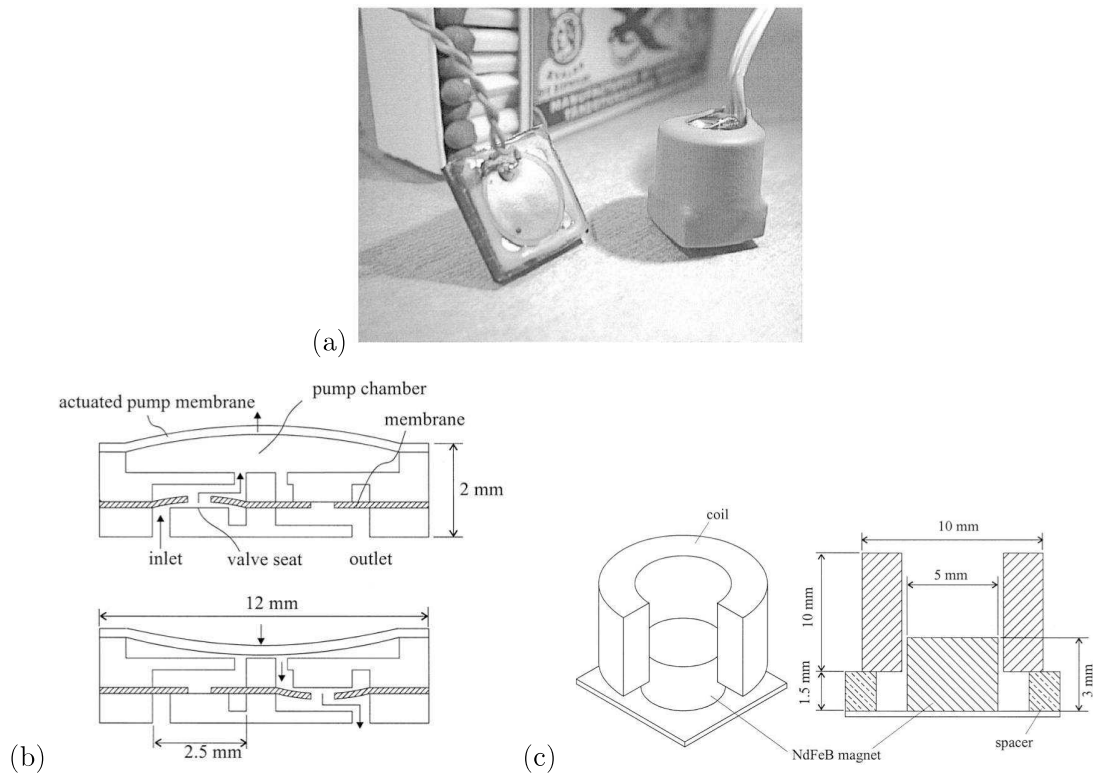 (a)
pump chamber
actuated pump membrane
membrane
2 mm
inlet
valve seat
outlet
12 mm
2.5 mm
(b)
coil
10 mm
5 mm
10 mm
1.5 mm
3 mm
spacer
NdFeB magnet
(c)